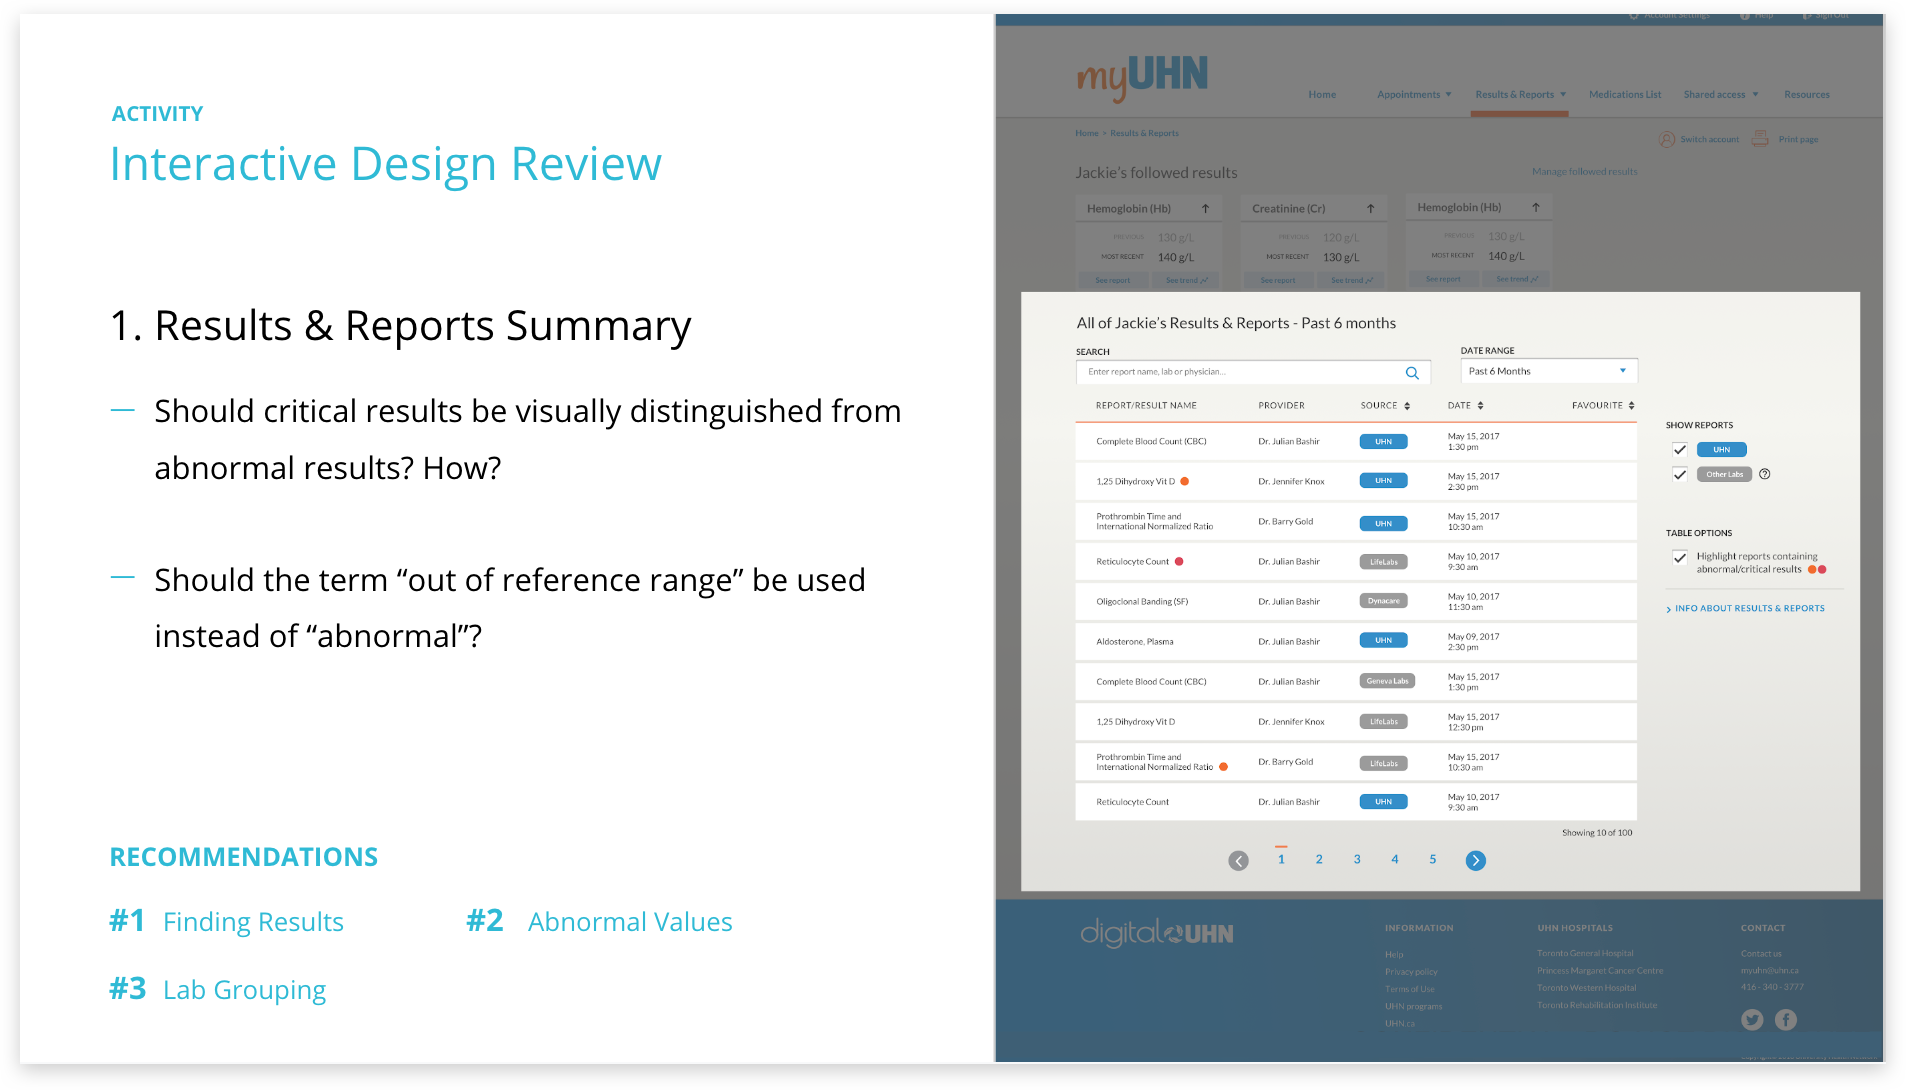 ACTIVITY
Interactive Design Review
1. Results & Reports Summary
— Should critical results be visually distinguished from
abnormal results? How?
— Should the term “out of reference range” be used
instead of “abnormal”?
RECOMMENDATIONS
#1 Finding Results
#2 Abnormal Values
#3 Lab Grouping
Account Settings Help Sign Out
myUHN
Home Appointments Results & Reports Medications List Shared access Resources
Home > Results & Reports
Switch account Print page
Jackie’s followed results
Manage followed results
Hemoglobin (Hb) Creatinine (Cr) Hemoglobin (Hb)
PREVIOUS 130 g/L PREVIOUS 120 g/L PREVIOUS 130 g/L
MOST RECENT 140 g/L MOST RECENT 130 g/L MOST RECENT 140 g/L
See report See trend See report See trend See report See trend
All of Jackie’s Results & Reports - Past 6 months
SEARCH
DATE RANGE
Enter report name, lab or physician...
Past 6 Months
REPORT/RESULT NAME PROVIDER SOURCE DATE FAVOURITE
Complete Blood Count (CBC) Dr. Julian Bashir UHN May 15, 2017
1:30 pm
1,25 Dihydroxy Vit D Dr. Jennifer Knox UHN May 15, 2017
2:30 pm
Prothrombin Time and
International Normalized Ratio Dr. Barry Gold UHN May 15, 2017
10:30 am
Reticulocyte Count Dr. Julian Bashir LifeLabs May 10, 2017
9:30 am
Oligoclonal Banding (SF) Dr. Julian Bashir Dynacare May 10, 2017
11:30 am
Aldosterone, Plasma Dr. Julian Bashir UHN May 09, 2017
2:30 pm
Complete Blood Count (CBC) Dr. Julian Bashir Geneva Labs May 15, 2017
1:30 pm
1,25 Dihydroxy Vit D Dr. Jennifer Knox LifeLabs May 15, 2017
12:30 pm
Prothrombin Time and
International Normalized Ratio Dr. Barry Gold LifeLabs May 15, 2017
10:30 am
Reticulocyte Count Dr. Julian Bashir UHN May 10, 2017
9:30 am
Showing 10 of 100
1 2 3 4 5
SHOW REPORTS
UHN
Other Labs
TABLE OPTIONS
Highlight reports containing
abnormal/critical results
INFO ABOUT RESULTS & REPORTS
digital UHN
INFORMATION
Help
Privacy policy
Terms of Use
UHN programs
UHN ca
UHN HOSPITALS
Toronto General Hospital
Princess Margaret Cancer Centre
Toronto Western Hospital
Toronto Rehabilitation Institute
CONTACT
Contact us
myuhn@uhn.ca
416 - 340 - 3777